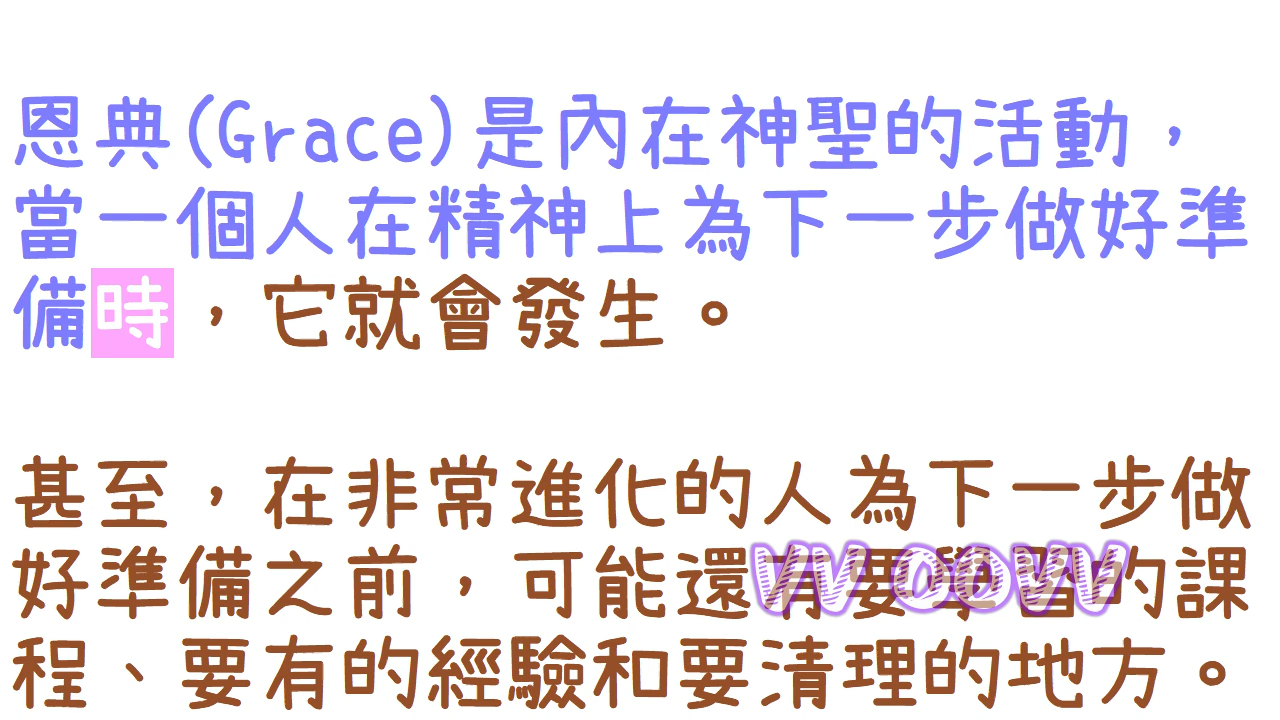 恩典(Grace)是內在神聖的活動，
當一個人在精神上為下一步做好準
備時，它就會發生。
甚至，在非常進化的人為下一步做
好準備之前，可能還有要學習的課
程、要有的經驗和要清理的地方。
VV OOVV